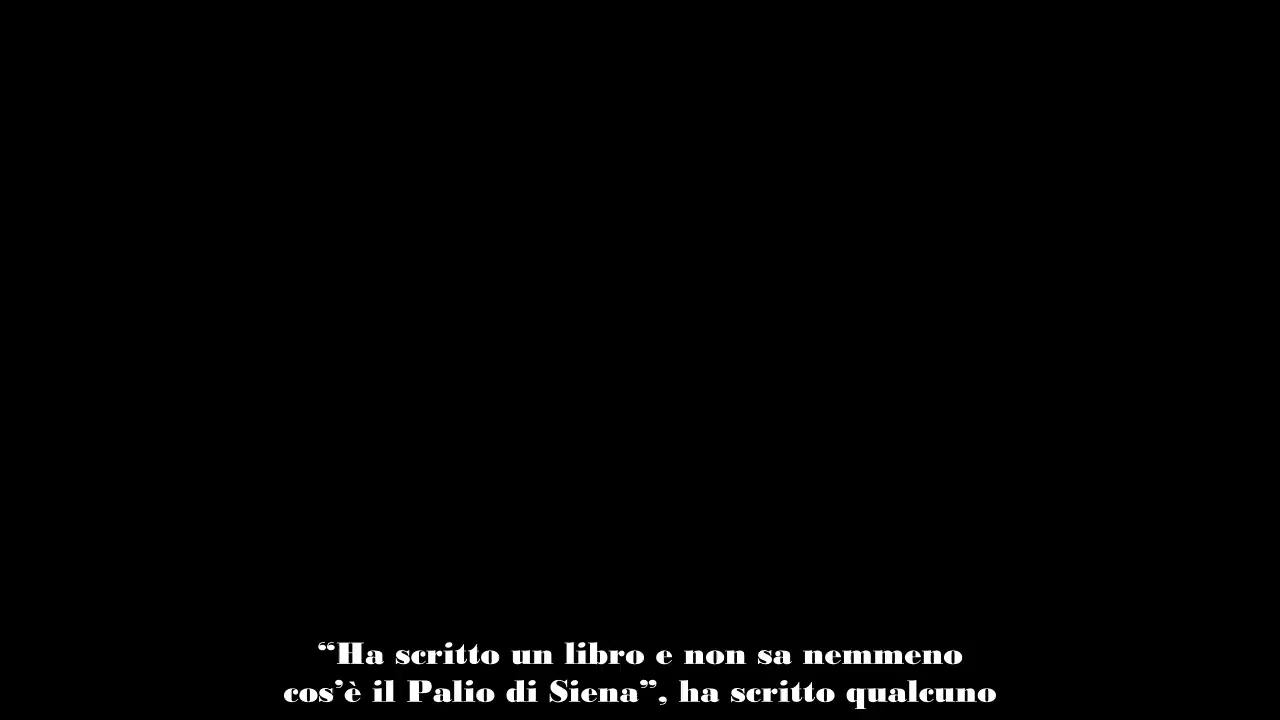 “Ha scritto un libro e non sa nemmeno
cos’è il Palio di Siena”, ha scritto qualcuno